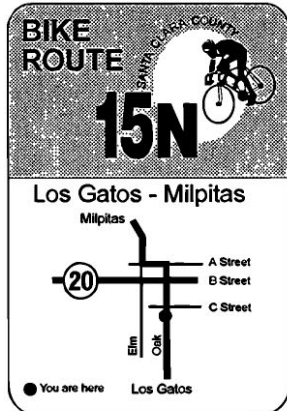 BIKE
ROUTE
SANTA CLARA COUNTY
15N
Los Gatos - Milpitas
Milpitas
A Street
20
B Street
C Street
Elm
Oak
You are here
Los Gatos